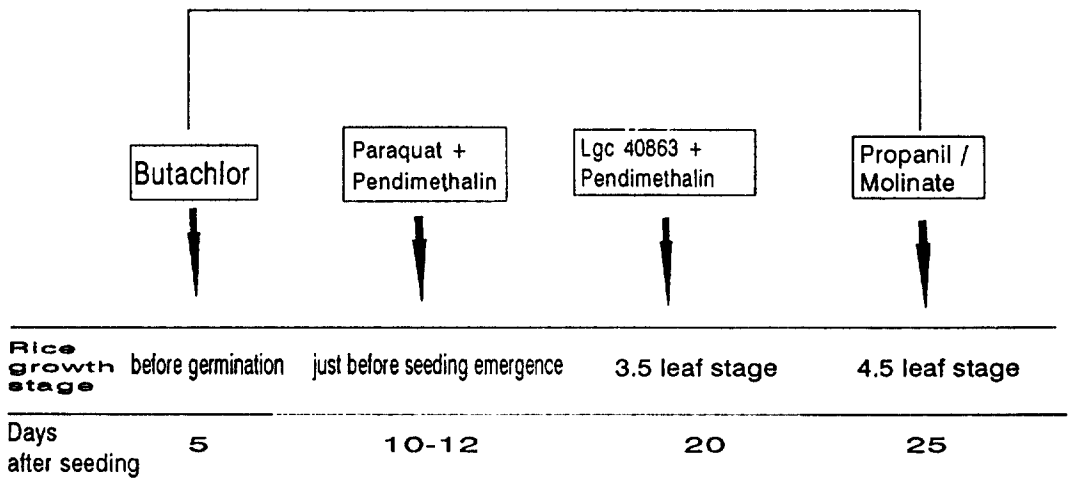 Butachlor
Paraquat +
Pendimethalin
Lgc 40863 +
Pendimethalin
Propanil /
Molinate
Rice
growth
stage
before germination
just before seeding emergence
3.5 leaf stage
4.5 leaf stage
Days
after seeding
5
10-12
20
25